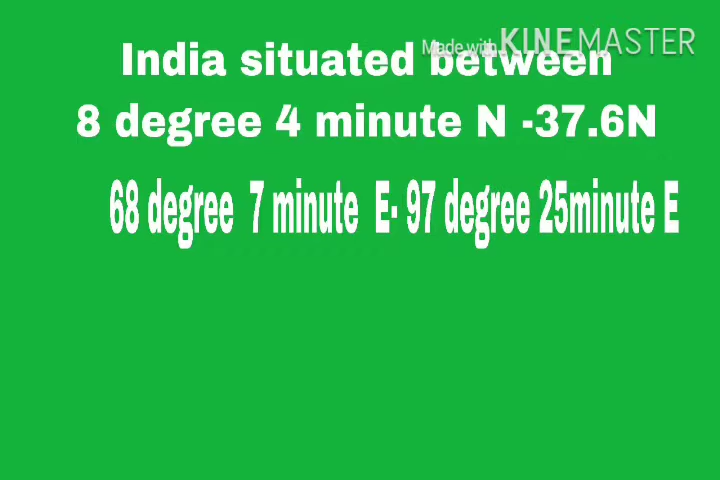 Made with KINEMASTER
India situated between
8 degree 4 minute N -37.6N
68 degree 7 minute E- 97 degree 25minute E